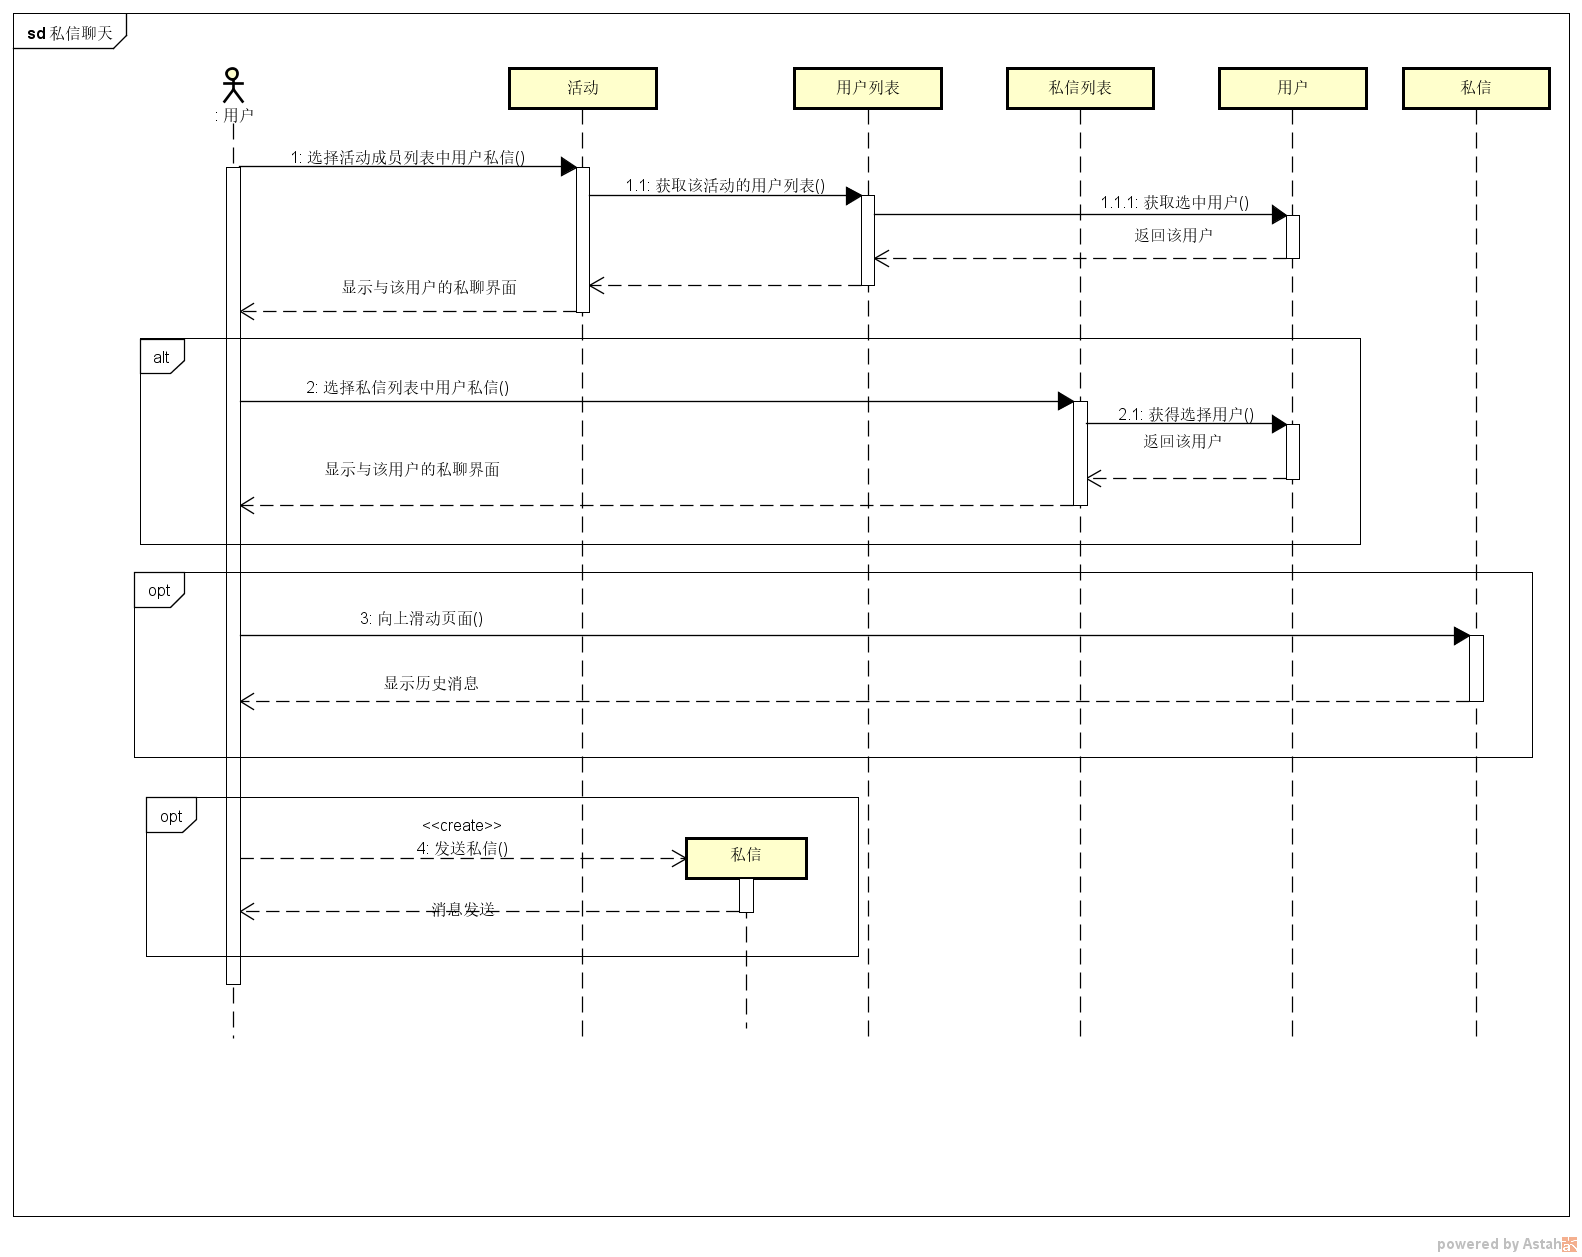 sd 私信聊天
: 用户
活动
用户列表
私信列表
用户
私信
1: 选择活动成员列表中用户私信()
1.1: 获取该活动的用户列表()
1.1.1: 获取选中用户()
返回该用户
显示与该用户的私聊界面
alt
2: 选择私信列表中用户私信()
2.1: 获得选择用户()
返回该用户
显示与该用户的私聊界面
opt
3: 向上滑动页面()
显示历史消息
opt
<<create>>
4: 发送私信()
私信
消息发送
powered by Astah